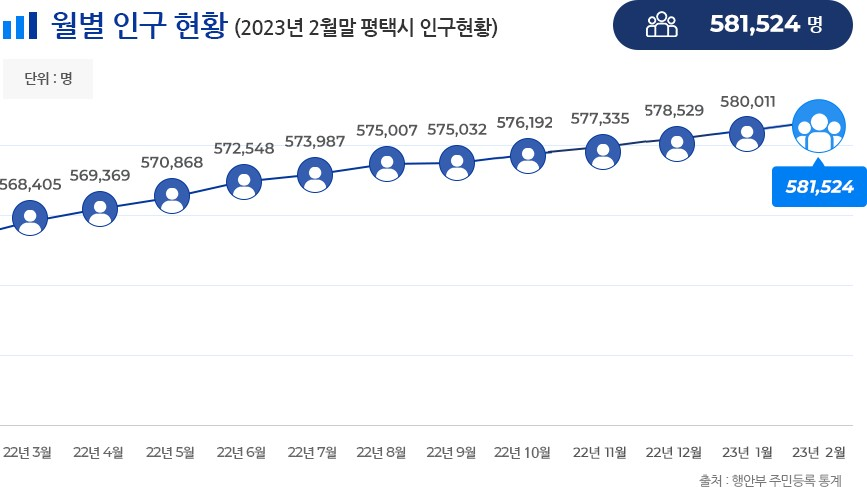 월별 인구 현황 (2023년 2월말 평택시 인구현황)
581,524 명
단위 : 명
568,405 569,369 570,868 572,548 573,987 575,007 575,032 576,192 577,335 578,529 580,011
581,524
22년 3월 22년 4월 22년 5월 22년 6월 22년 7월 22년 8월 22년 9월 22년 10월 22년 11월 22년 12월 23년 1월 23년 2월
출처 : 행안부 주민등록 통계